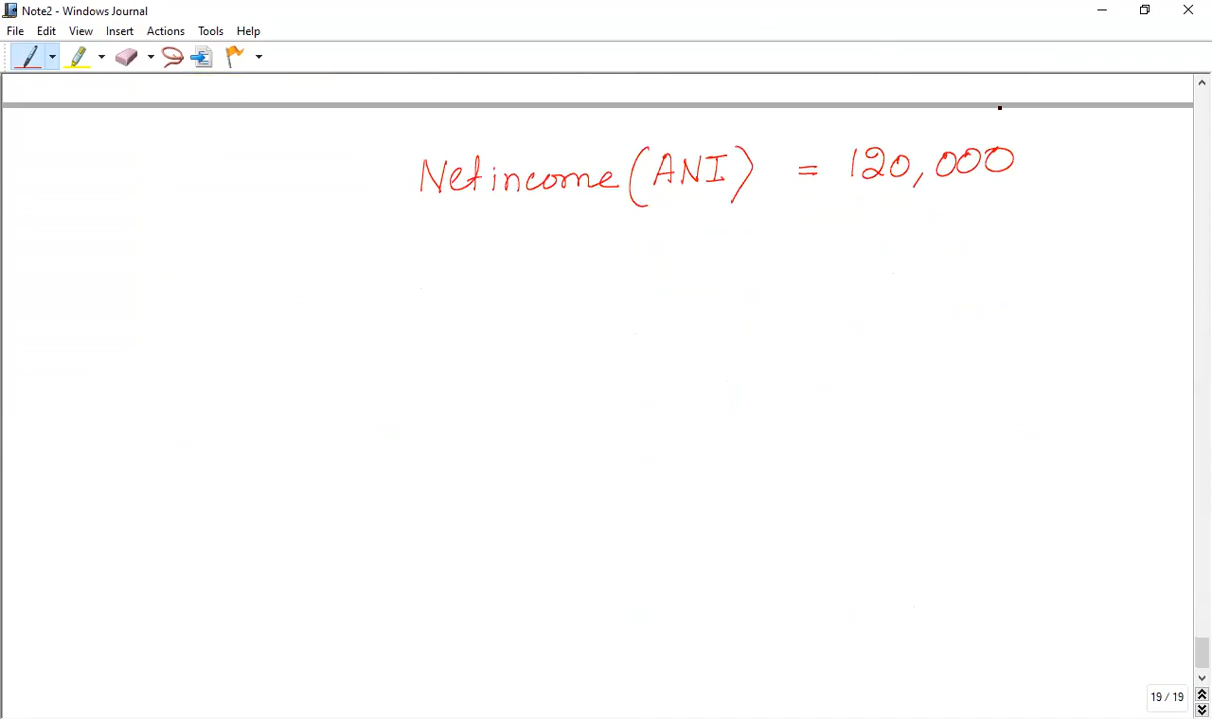 Note2 - Windows Journal
File Edit View Insert Actions Tools Help
Net income (ANI) = 120,000
19 / 19